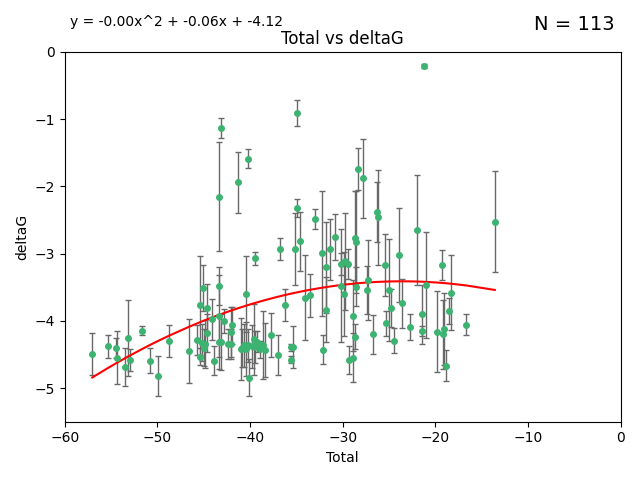 y = -0.00x^2 + -0.06x + -4.12
N = 113
Total vs deltaG
deltaG
0
−1
−2
−3
−4
−5
−60
−50
−40
−30
−20
−10
0
Total